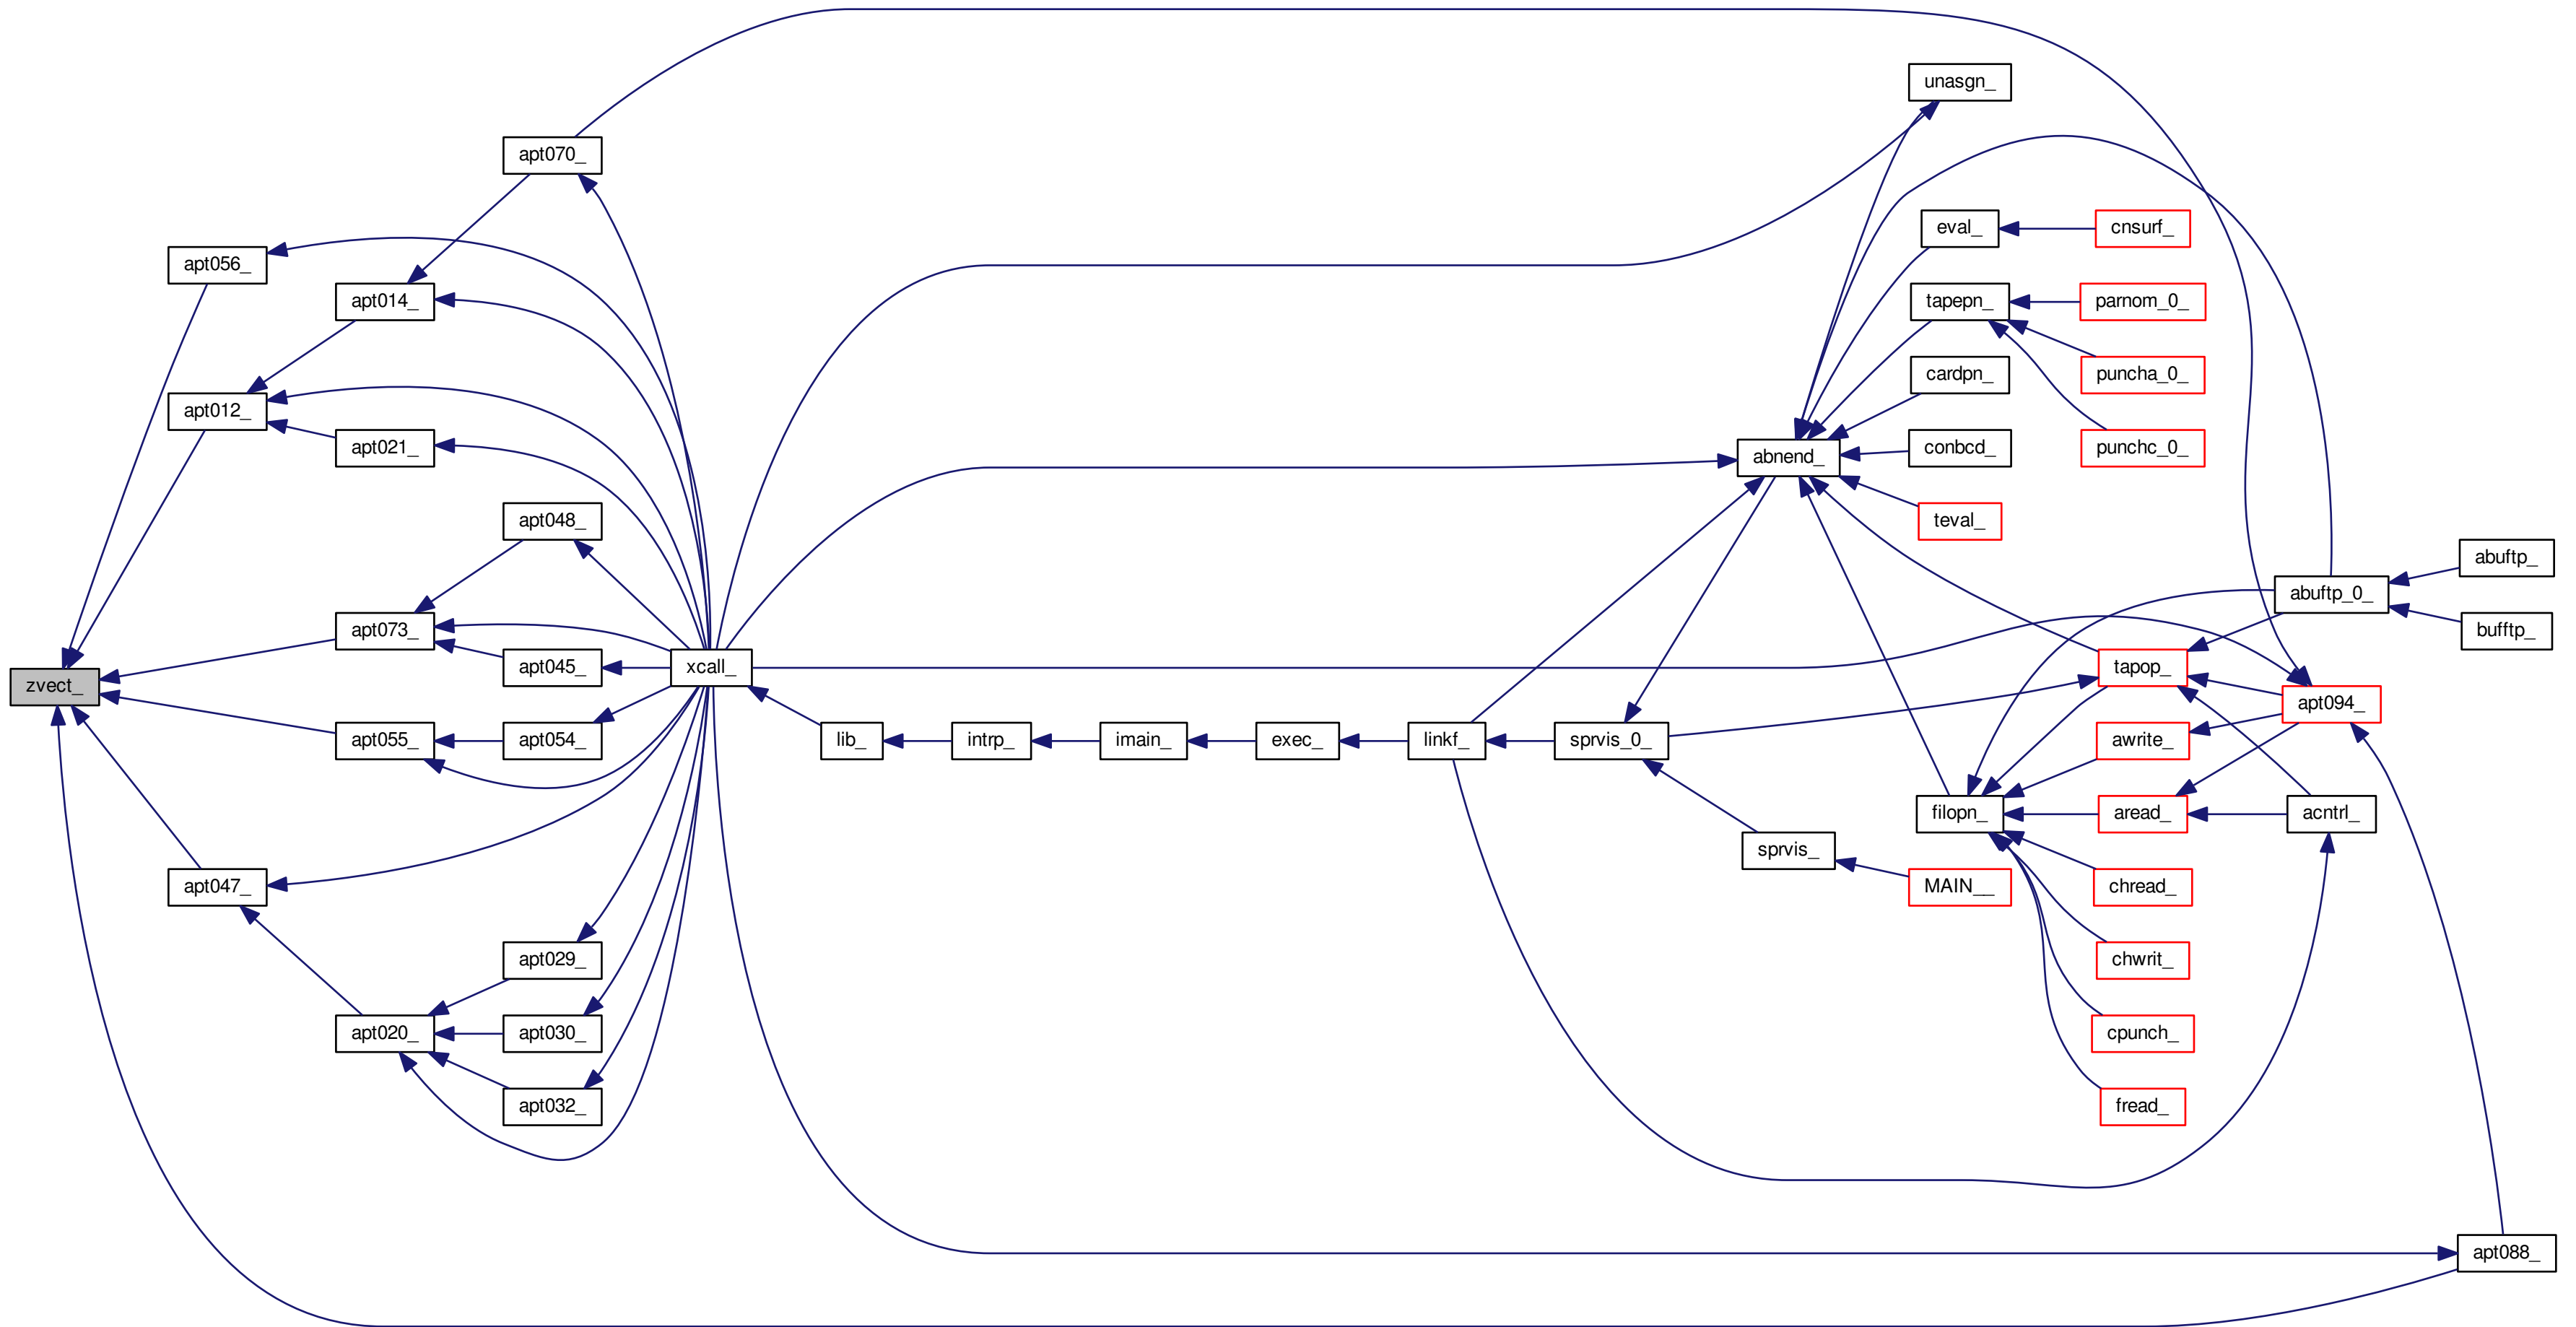 unasgn_
apt070_
eval_
cnsurf_
apt056_
apt014_
tapepn_
parnom_0_
cardpn_
puncha_0_
apt012_
apt021_
conbcd_
punchc_0_
abnend_
apt048_
teval_
abuftp_
abuftp_0_
apt073_
bufftp_
apt045_
xcall_
tapop_
zvect_
apt094_
apt055_
apt054_
lib_
intrp_
imain_
exec_
linkf_
sprvis_0_
awrite_
filopn_
aread_
acntrl_
sprvis_
apt047_
MAIN__
chread_
apt029_
chwrit_
apt020_
apt030_
cpunch_
apt032_
fread_
apt088_